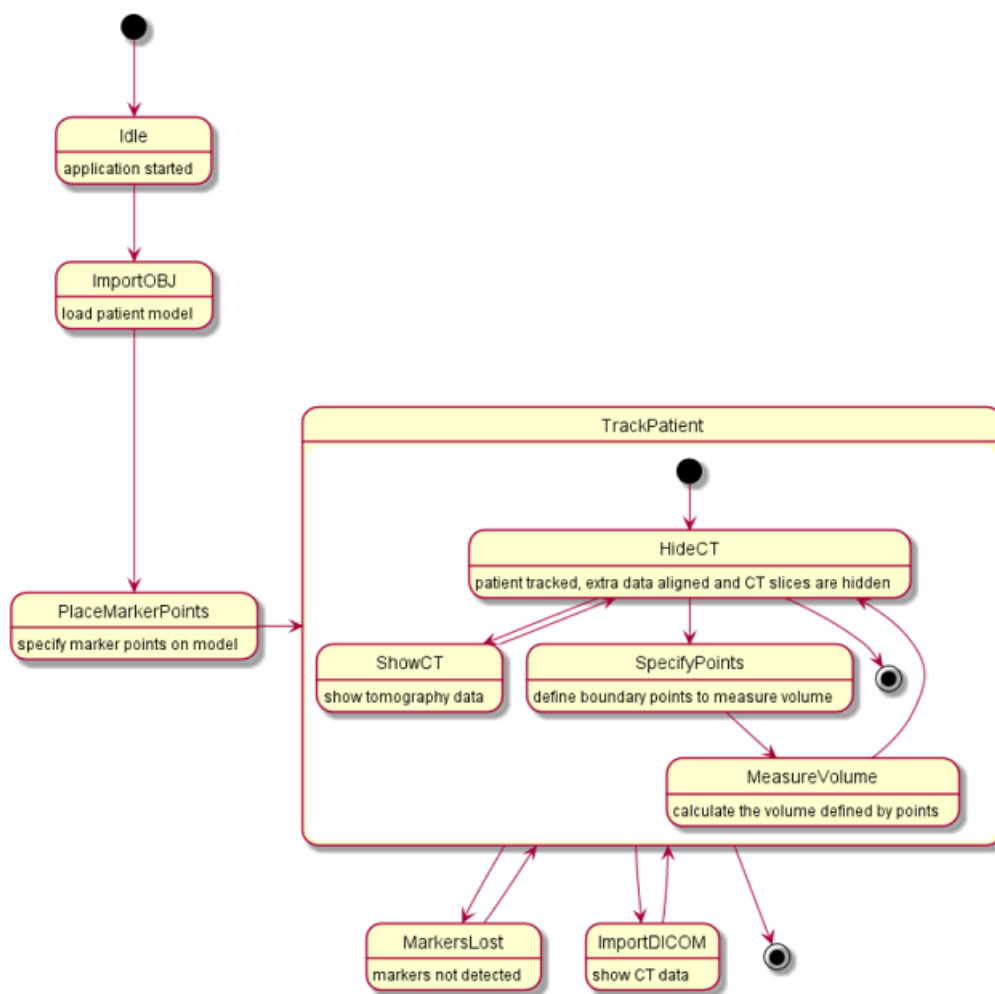 Idle
application started
ImportOBJ
load patient model
TrackPatient
HideCT
patient tracked, extra data aligned and CT slices are hidden
PlaceMarkerPoints
specify marker points on model
ShowCT
show tomography data
SpecifyPoints
define boundary points to measure volume
MeasureVolume
calculate the volume defined by points
MarkersLost
markers not detected
ImportDICOM
show CT data